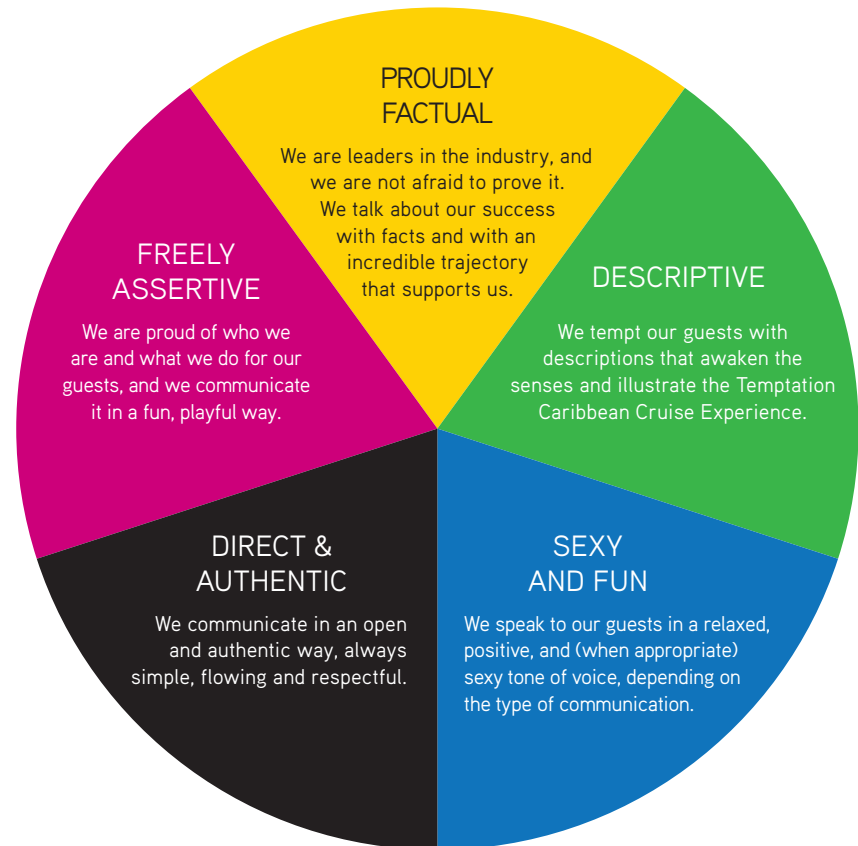 PROUDLY
FACTUAL
We are leaders in the industry, and
we are not afraid to prove it.
We talk about our success
with facts and with an
incredible trajectory
that supports us.
DESCRIPTIVE
We tempt our guests with
descriptions that awaken the
senses and illustrate the Temptation
Caribbean Cruise Experience.
SEXY
AND FUN
We speak to our guests in a relaxed,
positive, and (when appropriate)
sexy tone of voice, depending on
the type of communication.
DIRECT &
AUTHENTIC
We communicate in an open
and authentic way, always
simple, flowing and respectful.
FREELY
ASSERTIVE
We are proud of who we
are and what we do for our
guests, and we communicate
it in a fun, playful way.